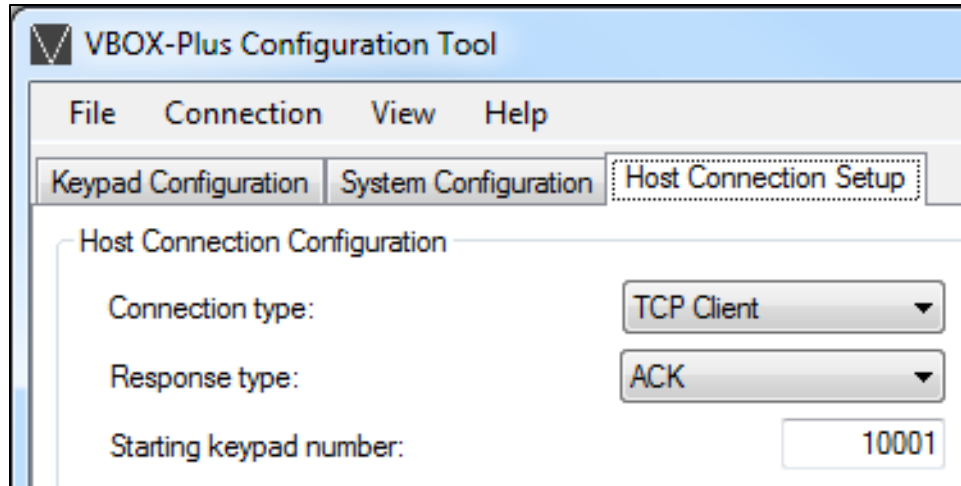 VBOX-Plus Configuration Tool
File Connection View Help
Keypad Configuration System Configuration Host Connection Setup
Host Connection Configuration
Connection type: TCP Client
Response type: ACK
Starting keypad number: 10001